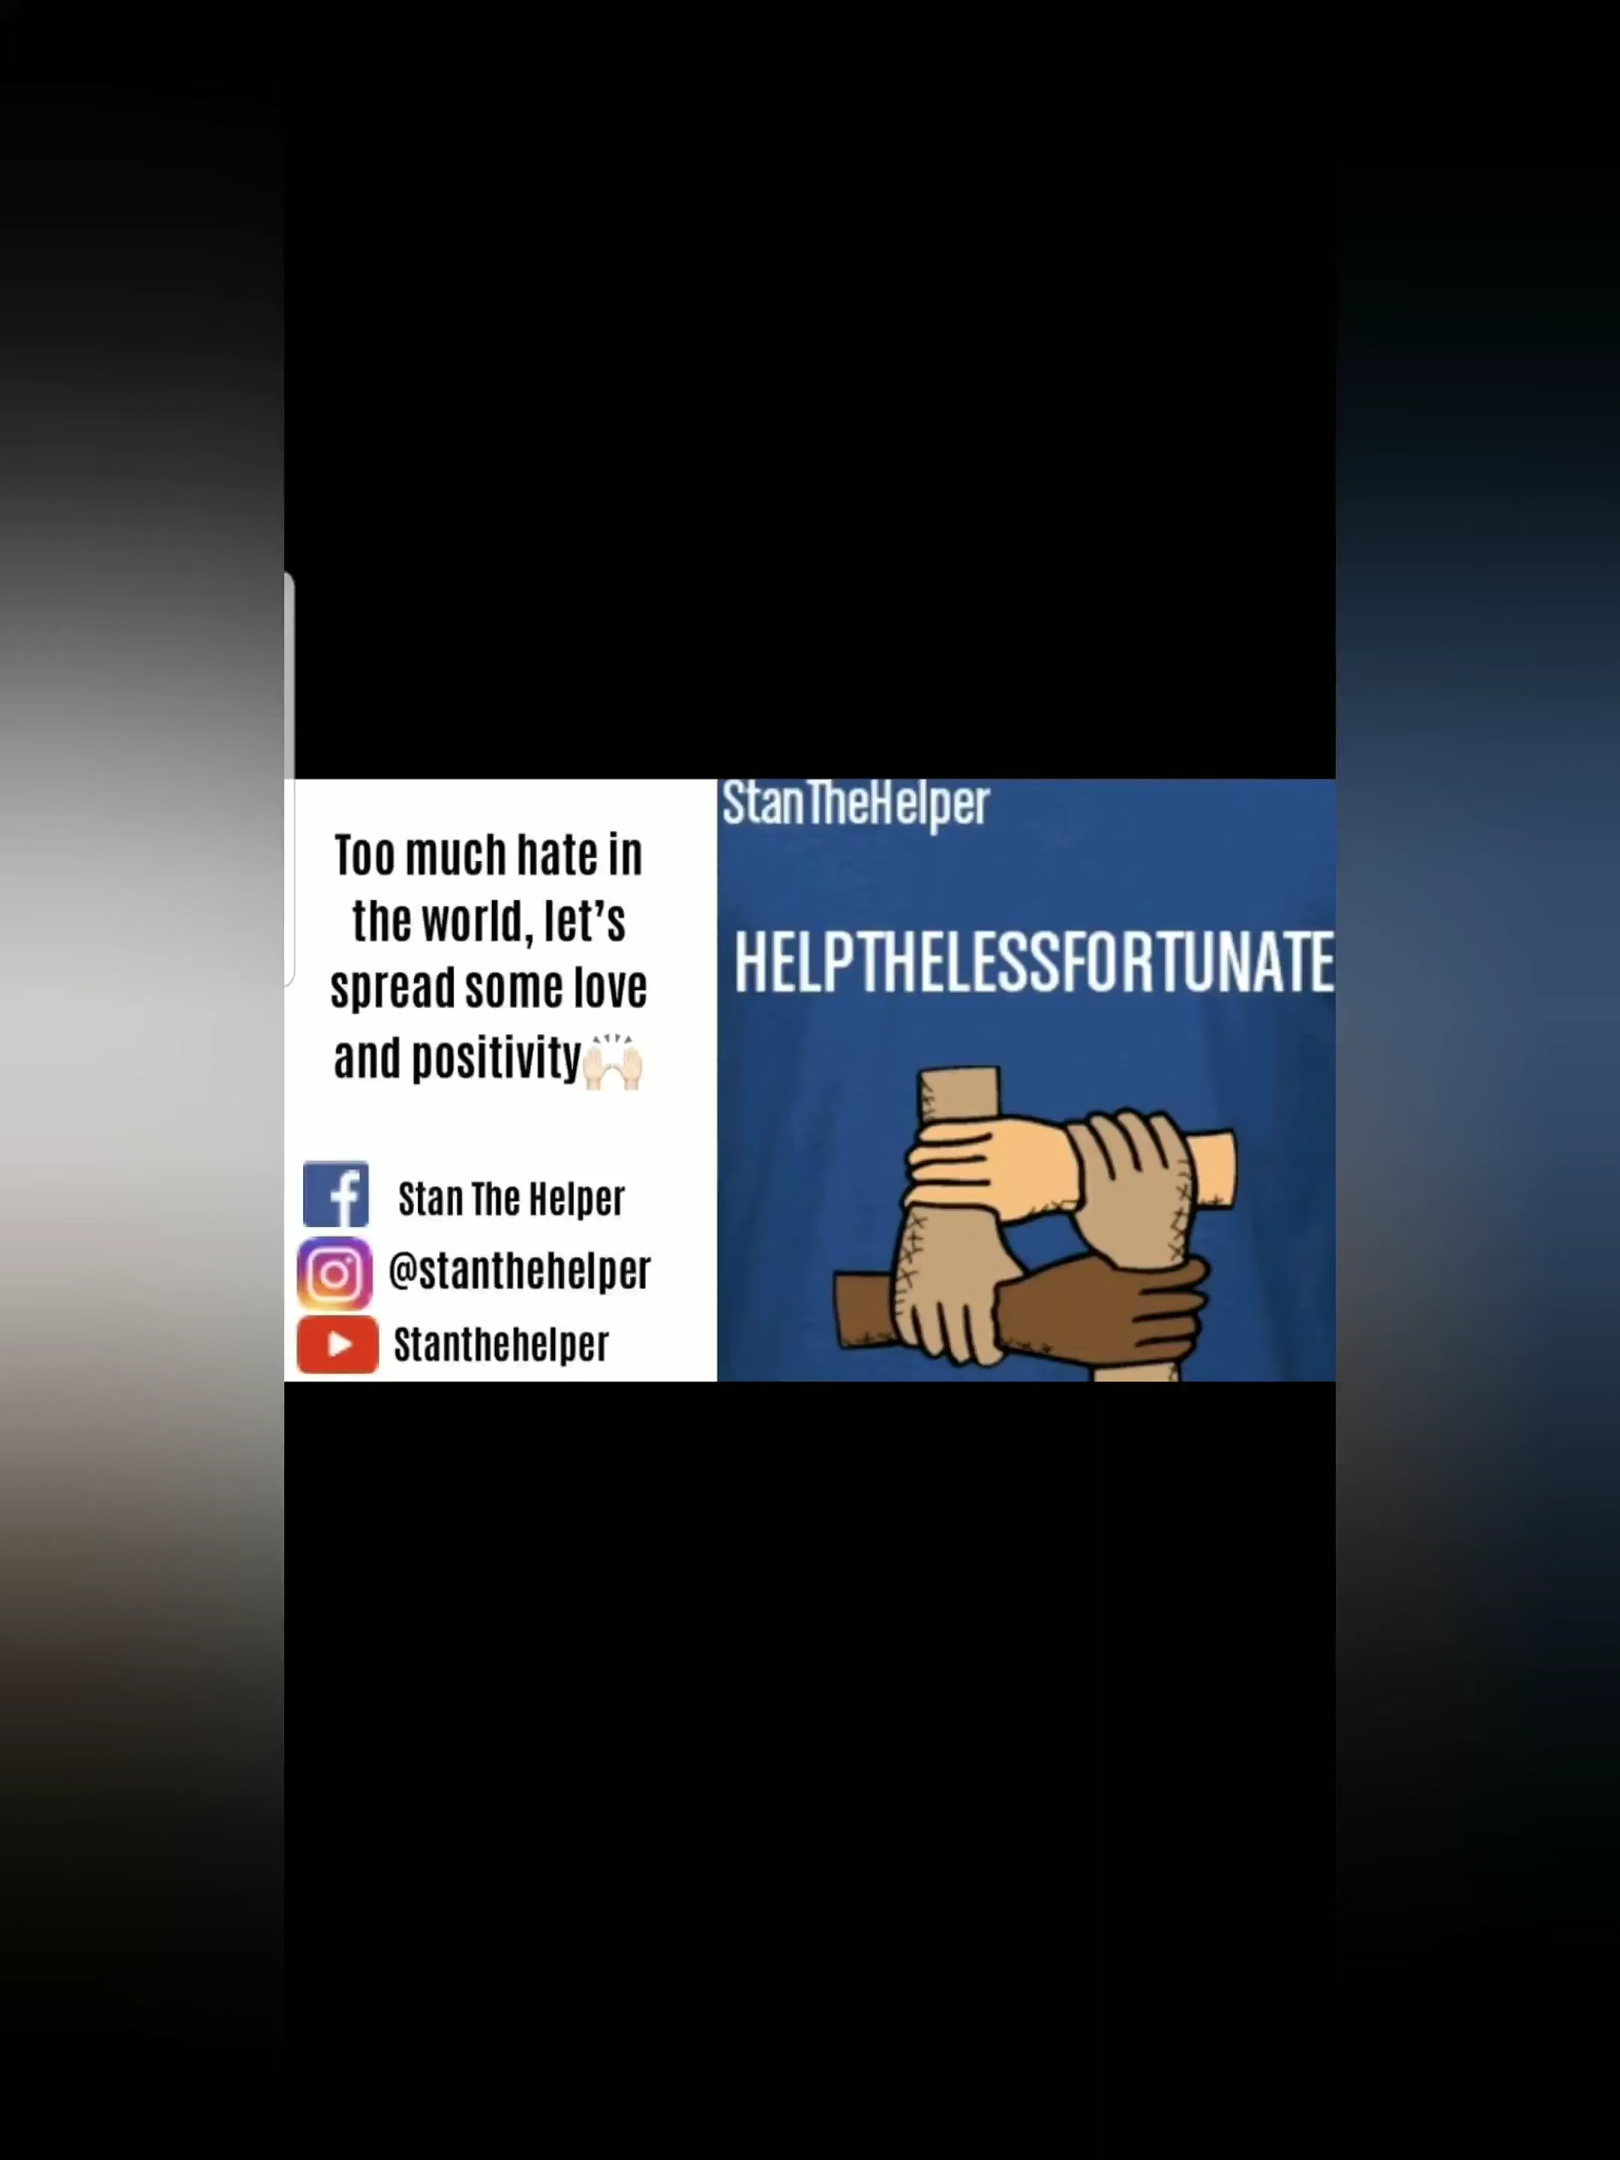 Too much hate in
the world, let’s
spread some love
and positivity🙌🏻
Stan The Helper
@stanthehelper
Stanthehelper
StanTheHelper
HELPTHELESSFORTUNATE